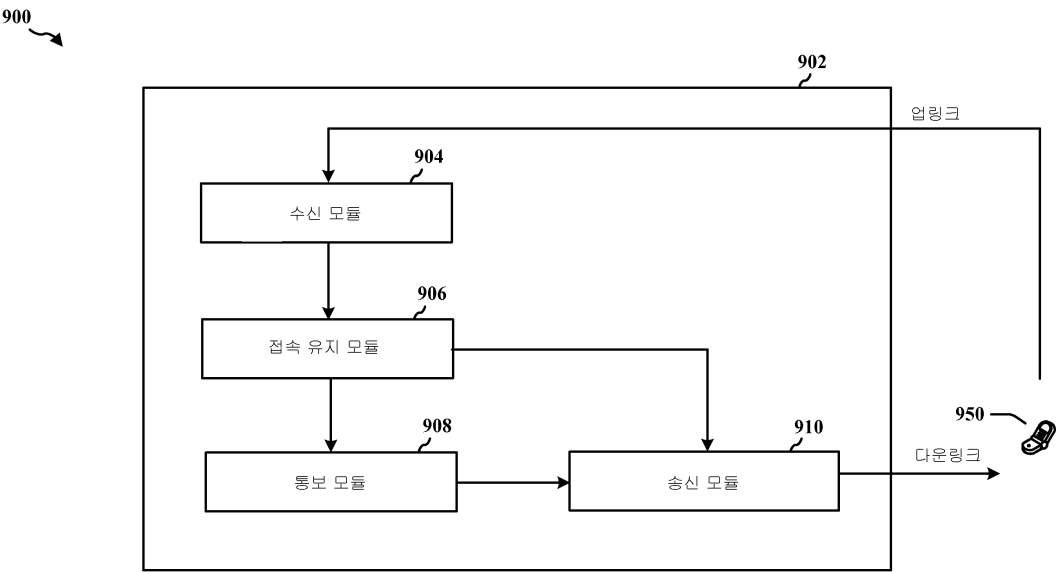 900
902
업링크
904
수신 모듈
906
접속 유지 모듈
908
통보 모듈
910
송신 모듈
950
다운링크